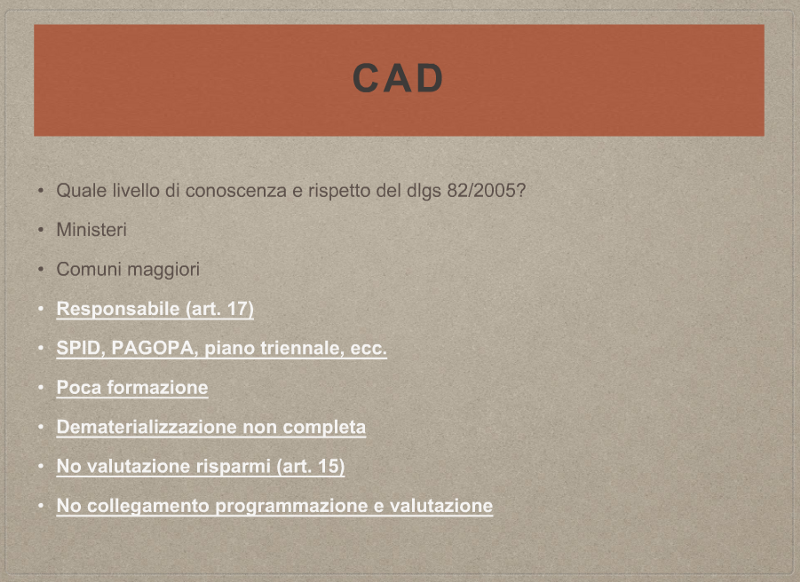 CAD
• Quale livello di conoscenza e rispetto del dlgs 82/2005?
• Ministeri
• Comuni maggiori
• Responsabile (art. 17)
• SPID, PAGOPA, piano triennale, ecc.
• Poca formazione
• Dematerializzazione non completa
• No valutazione risparmi (art. 15)
• No collegamento programmazione e valutazione